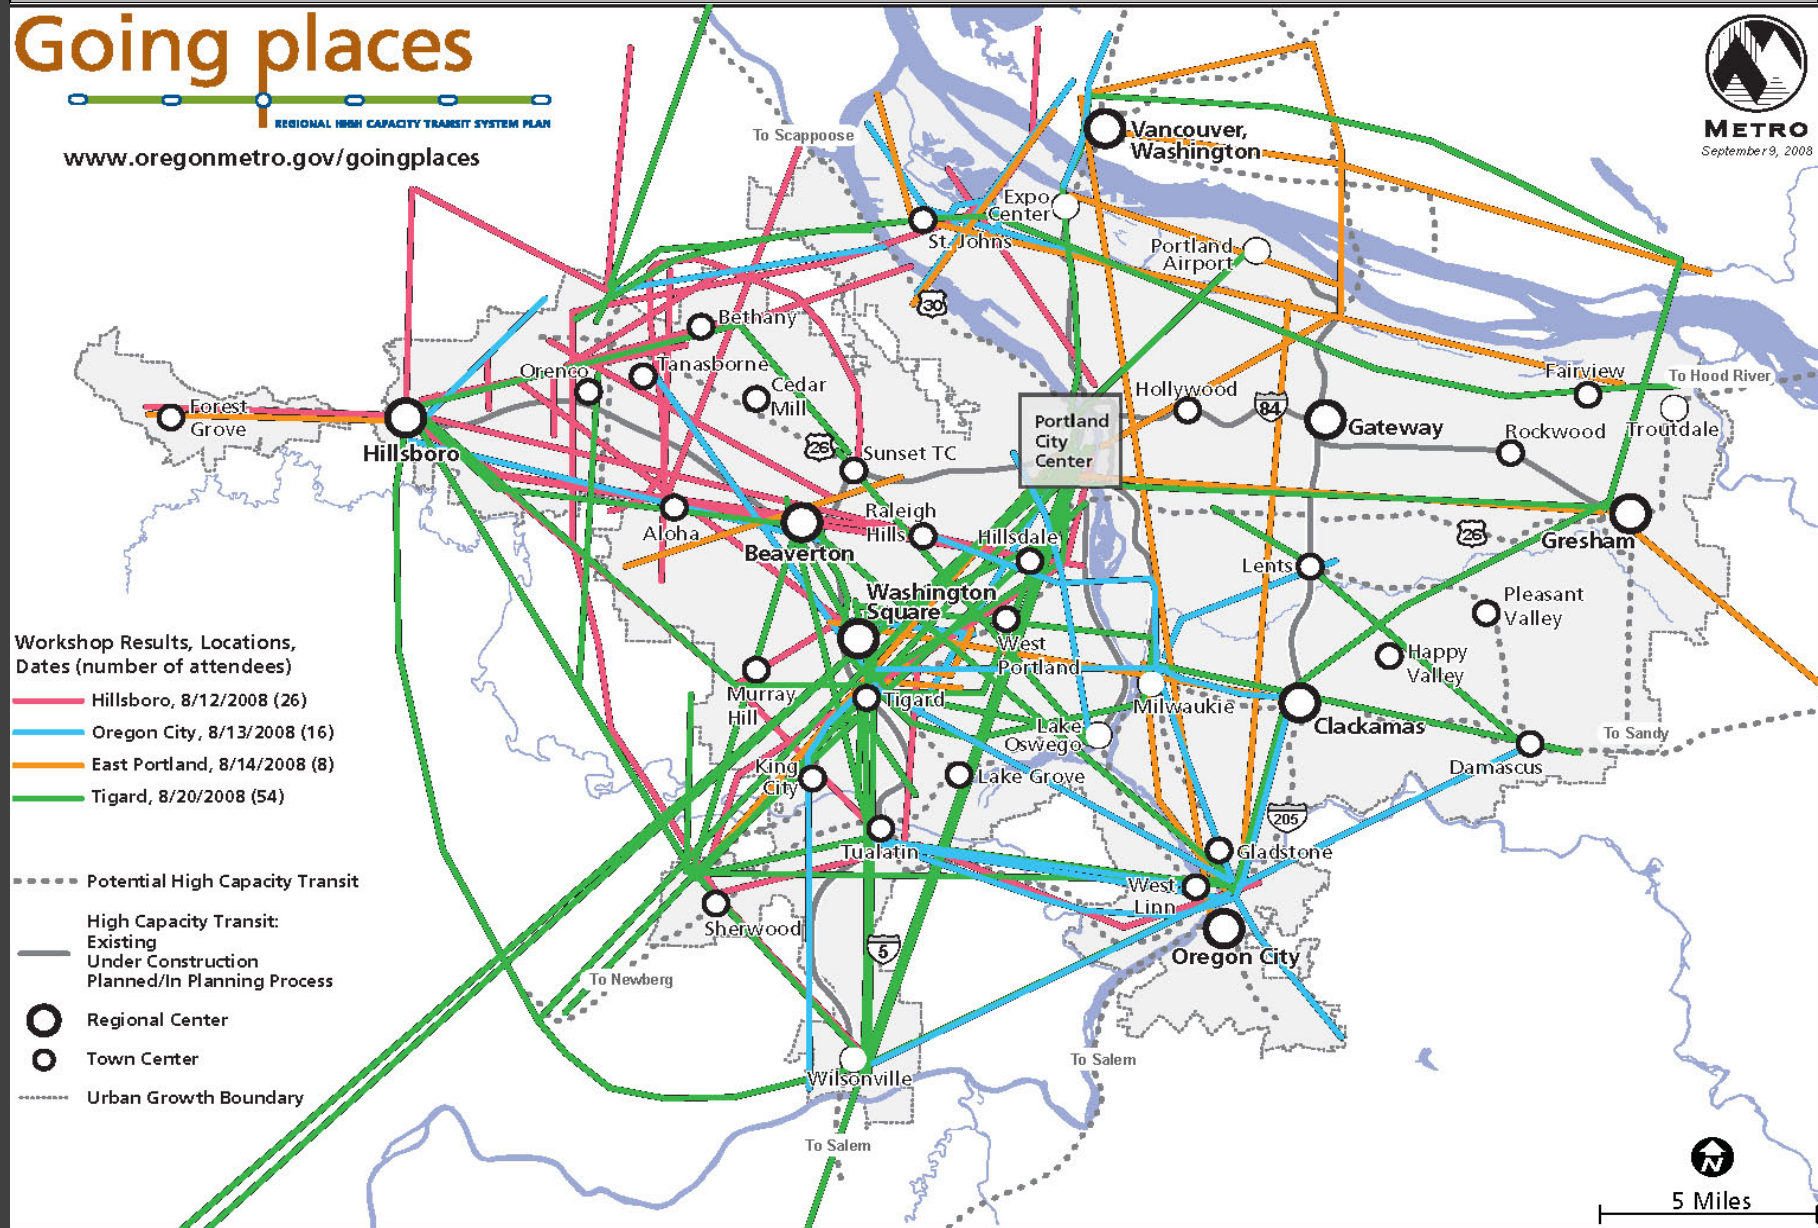 Going places
REGIONAL HIGH CAPACITY TRANSIT SYSTEM PLAN
www.oregonmetro.gov/goingplaces
METRO
September 9, 2008
To Scappoose
Vancouver,
Washington
Expo
Center
St. Johns
Portland
Airport
30
Bethany
Orenco
Tanasborne
Cedar
Mill
Hollywood
84
Fairview
To Hood River
Troutdale
Forest
Grove
Hillsboro
26
Sunset TC
Portland
City
Center
Gateway
Rockwood
Aloha
Beaverton
Raleigh
Hills
Hillsdale
26
Gresham
Lents
Washington
Square
West
Portland
Pleasant
Valley
Happy
Valley
Murray
Hill
Tigard
Milwaukie
Lake
Oswego
Clackamas
To Sandy
Damascus
King
City
Lake Grove
205
Tualatin
Gladstone
West
Linn
Sherwood
5
Oregon City
To Newberg
Wilsonville
To Salem
To Salem
Workshop Results, Locations,
Dates (number of attendees)
Hillsboro, 8/12/2008 (26)
Oregon City, 8/13/2008 (16)
East Portland, 8/14/2008 (8)
Tigard, 8/20/2008 (54)
Potential High Capacity Transit
High Capacity Transit:
Existing
Under Construction
Planned/In Planning Process
Regional Center
Town Center
Urban Growth Boundary
N
5 Miles